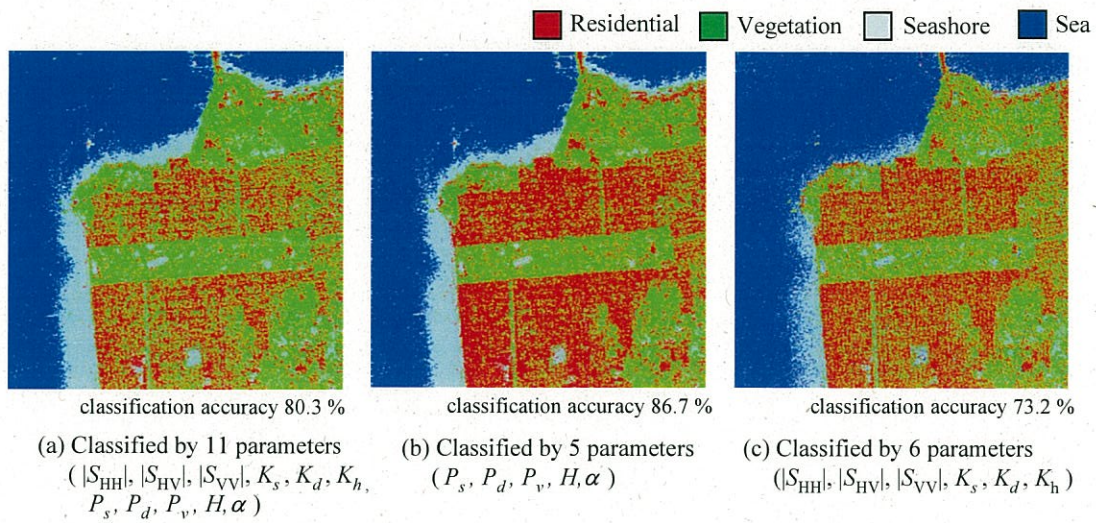 Residential Vegetation Seashore Sea
classification accuracy 80.3 %
classification accuracy 86.7 %
classification accuracy 73.2 %
(a) Classified by 11 parameters
( |S_HH|, |S_HV|, |S_VV|, K_s, K_d, K_h,
P_s, P_d, P_v, H, α)
(b) Classified by 5 parameters
( P_s, P_d, P_v, H, α )
(c) Classified by 6 parameters
(|S_HH|, |S_HV|, |S_VV|, K_s, K_d, K_h )